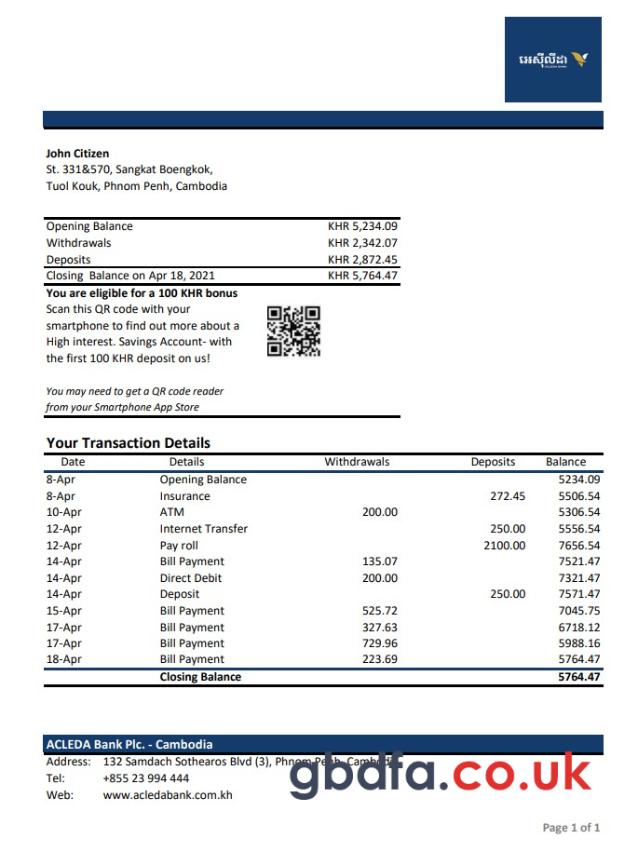 អេស៊ីលីដា
ACLEDA BANK
John Citizen
St. 331&570, Sangkat Boengkok,
Tuol Kouk, Phnom Penh, Cambodia
Opening Balance KHR 5,234.09
Withdrawals KHR 2,342.07
Deposits KHR 2,872.45
Closing Balance on Apr 18, 2021 KHR 5,764.47
You are eligible for a 100 KHR bonus
Scan this QR code with your
smartphone to find out more about a
High interest. Savings Account- with
the first 100 KHR deposit on us!
You may need to get a QR code reader
from your Smartphone App Store
Your Transaction Details
Date Details Withdrawals Deposits Balance
8-Apr Opening Balance 5234.09
8-Apr Insurance 272.45 5506.54
10-Apr ATM 200.00 5306.54
12-Apr Internet Transfer 250.00 5556.54
12-Apr Pay roll 2100.00 7656.54
14-Apr Bill Payment 135.07 7521.47
14-Apr Direct Debit 200.00 7321.47
14-Apr Deposit 250.00 7571.47
15-Apr Bill Payment 525.72 7045.75
17-Apr Bill Payment 327.63 6718.12
17-Apr Bill Payment 729.96 5988.16
18-Apr Bill Payment 223.69 5764.47
Closing Balance 5764.47
ACLEDA Bank Plc. - Cambodia
Address: 132 Samdach Sothearos Blvd (3), Phnom Penh, Cambodia
Tel: +855 23 994 444
gbdfa.co.uk
Web: www.acledabank.com.kh
Page 1 of 1